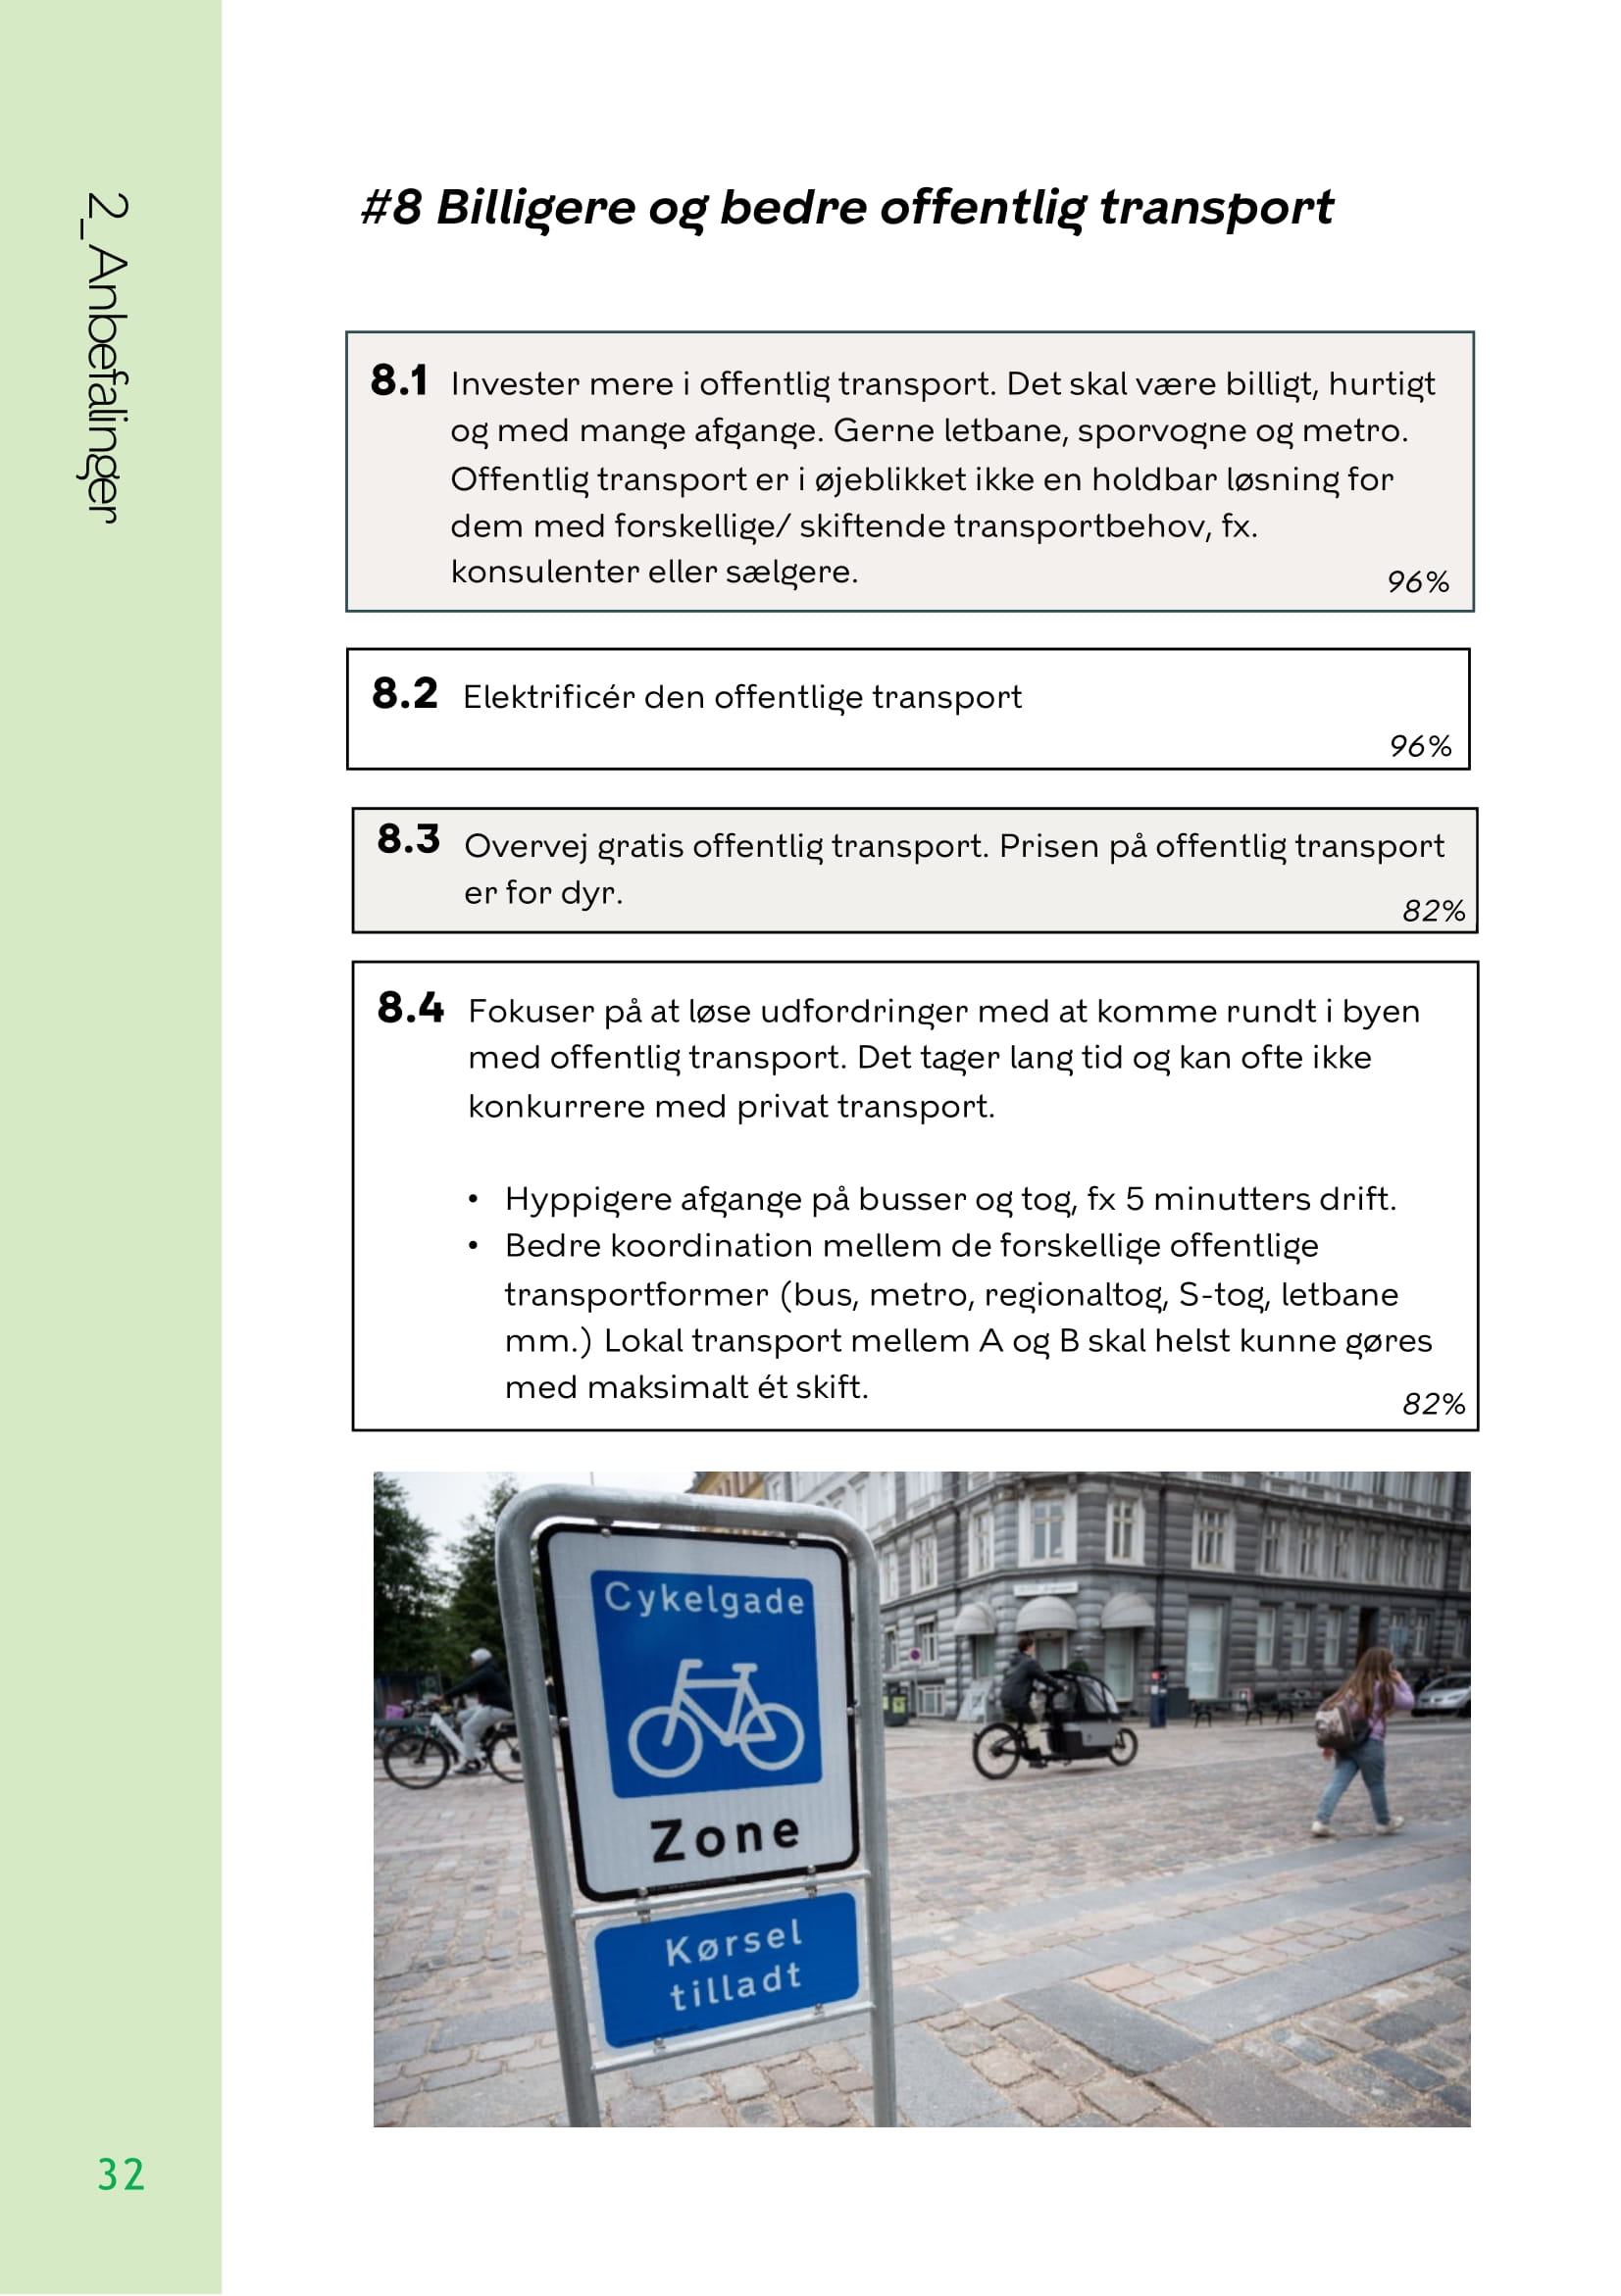 2_Anbefalinger
#8 Billigere og bedre offentlig transport
8.1 Invester mere i offentlig transport. Det skal være billigt, hurtigt
og med mange afgange. Gerne letbane, sporvogne og metro.
Offentlig transport er i øjeblikket ikke en holdbar løsning for
dem med forskellige/ skiftende transportbehov, fx.
konsulenter eller sælgere.
96%
8.2 Elektrificér den offentlige transport
96%
8.3 Overvej gratis offentlig transport. Prisen på offentlig transport
er for dyr.
82%
8.4 Fokuser på at løse udfordringer med at komme rundt i byen
med offentlig transport. Det tager lang tid og kan ofte ikke
konkurrere med privat transport.
• Hyppigere afgange på busser og tog, fx 5 minutters drift.
• Bedre koordination mellem de forskellige offentlige
transportformer (bus, metro, regionaltog, S-tog, letbane
mm.) Lokal transport mellem A og B skal helst kunne gøres
med maksimalt ét skift.
82%
Cykelgade
Zone
Kørsel
tilladt
32